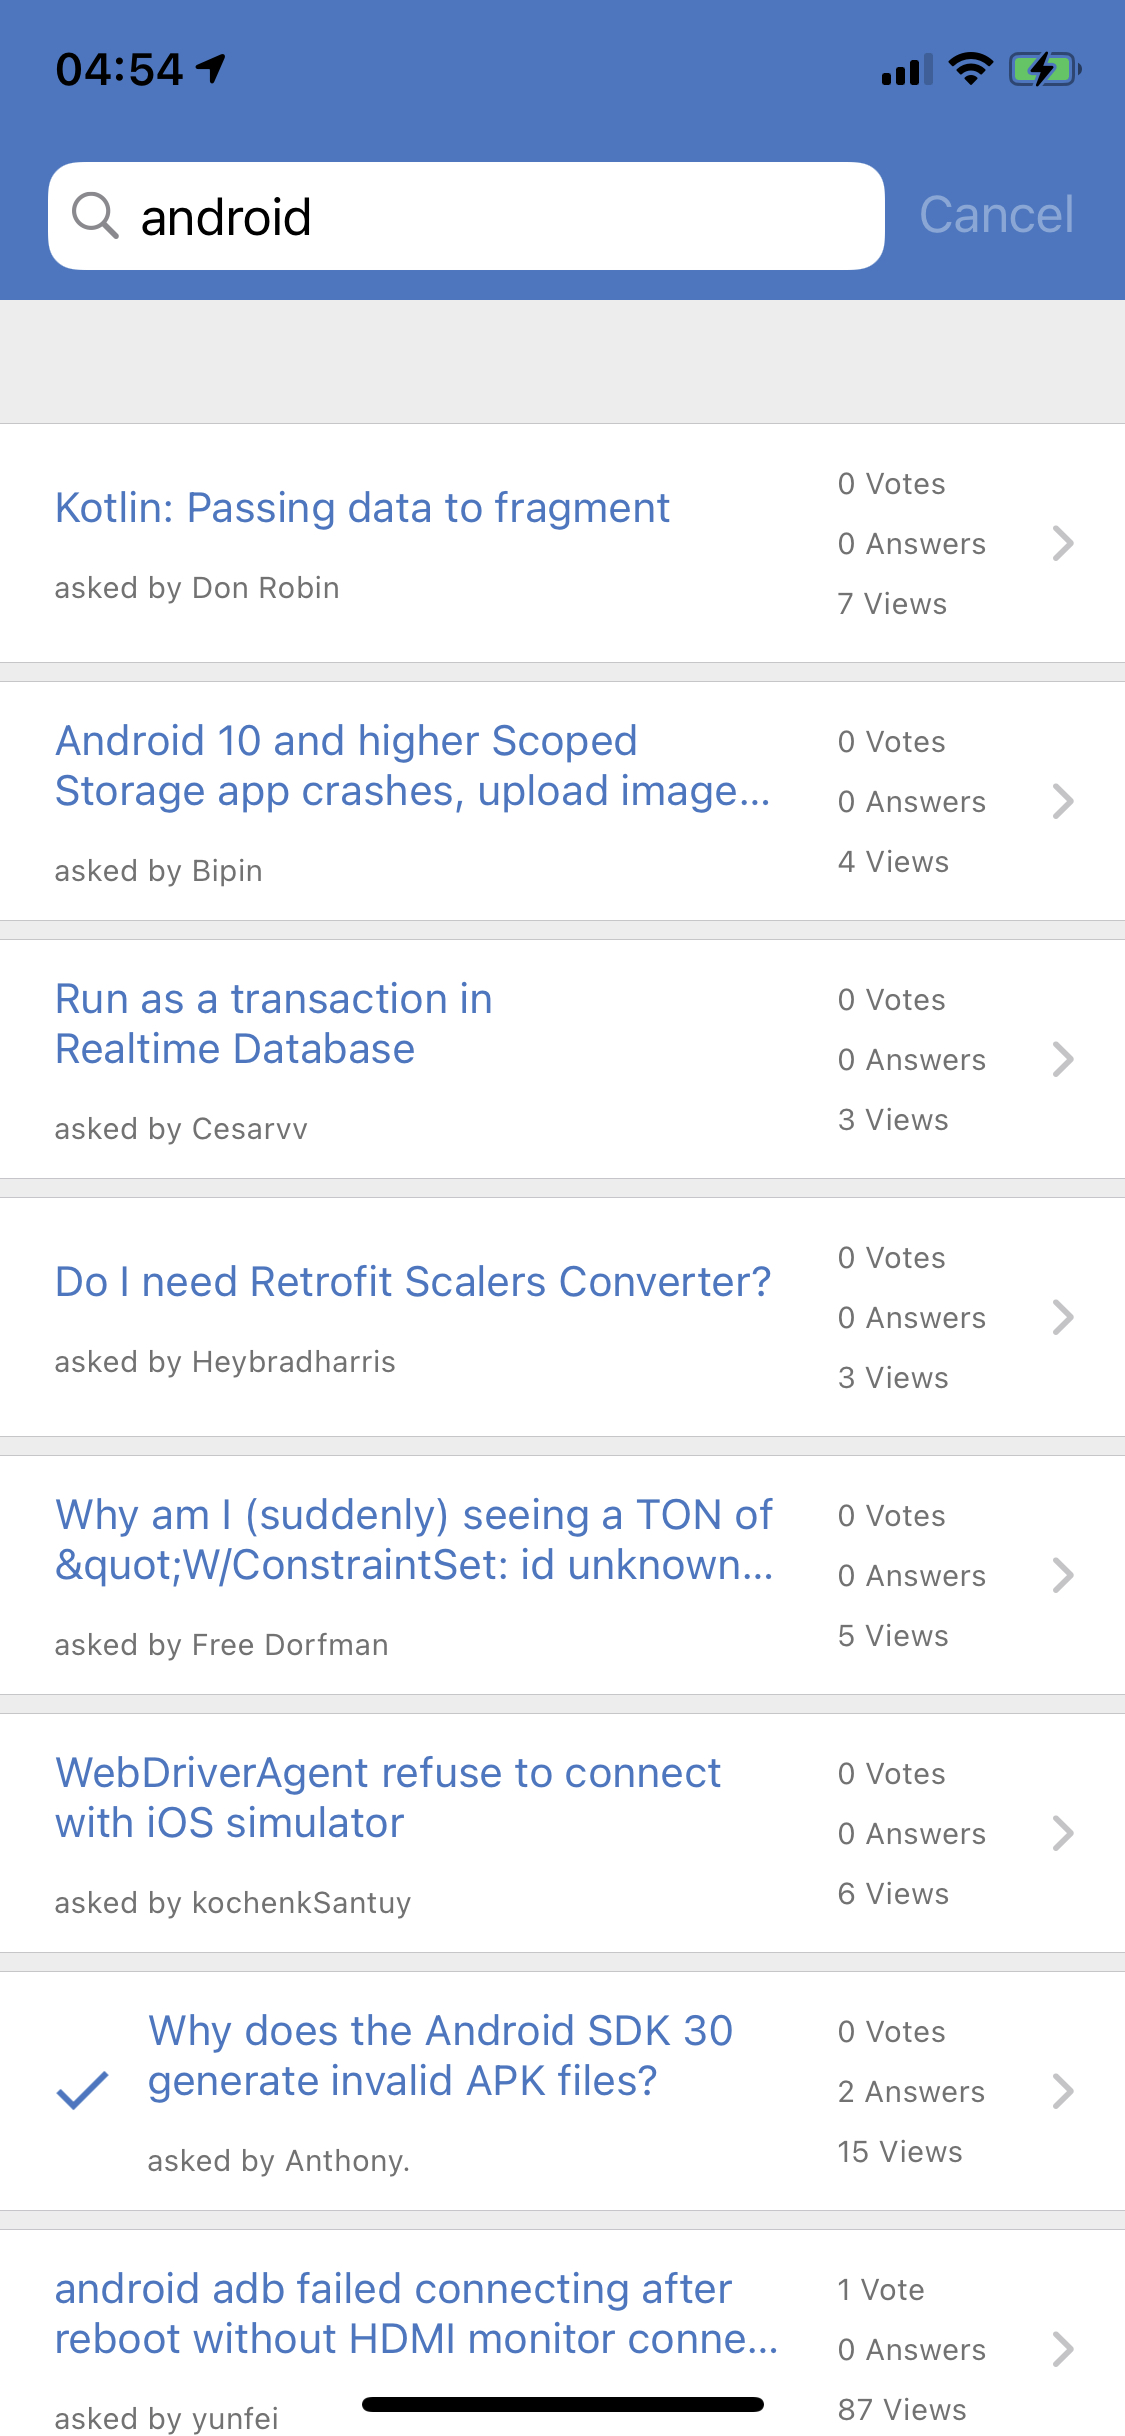 04:54
android
Cancel
Kotlin: Passing data to fragment
asked by Don Robin
0 Votes
0 Answers
7 Views
Android 10 and higher Scoped
Storage app crashes, upload image...
asked by Bipin
0 Votes
0 Answers
4 Views
Run as a transaction in
Realtime Database
asked by Cesarvv
0 Votes
0 Answers
3 Views
Do I need Retrofit Scalers Converter?
asked by Heybradharris
0 Votes
0 Answers
3 Views
Why am I (suddenly) seeing a TON of
&quot;W/ConstraintSet: id unknown...
asked by Free Dorfman
0 Votes
0 Answers
5 Views
WebDriverAgent refuse to connect
with iOS simulator
asked by kochenkSantuy
0 Votes
0 Answers
6 Views
Why does the Android SDK 30
generate invalid APK files?
asked by Anthony.
0 Votes
2 Answers
15 Views
android adb failed connecting after
reboot without HDMI monitor conne...
asked by yunfei
1 Vote
0 Answers
87 Views